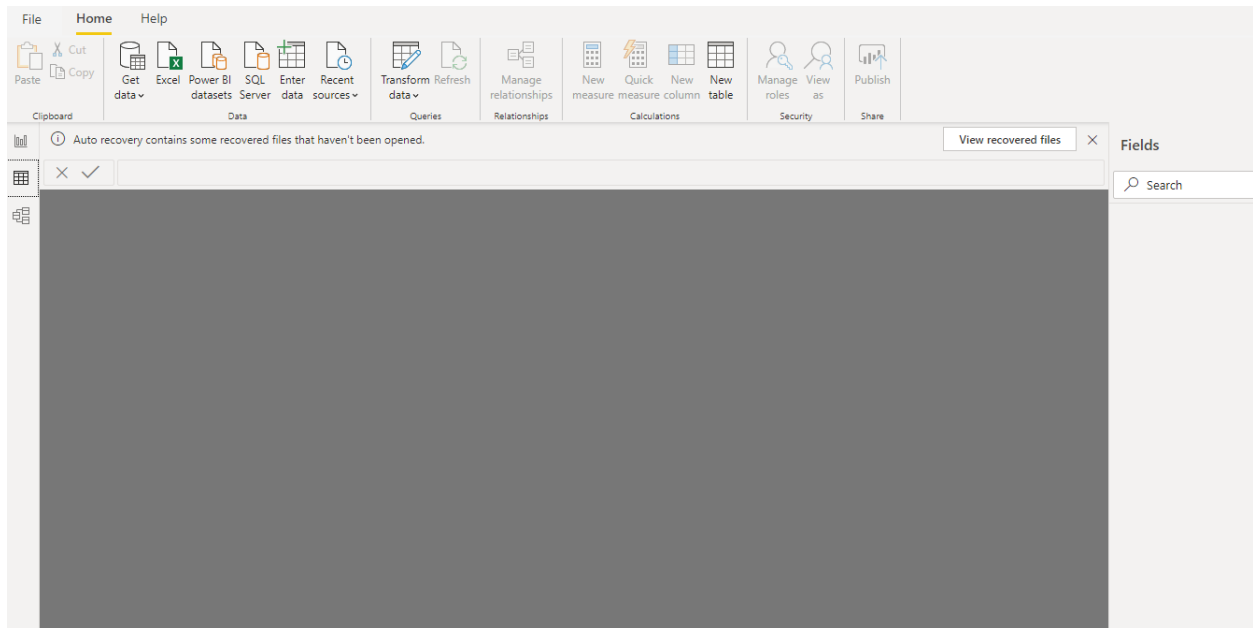 File Home Help
Cut
Copy
Paste
Get data
Excel
Power BI datasets
SQL Server
Enter data
Recent sources
Transform data
Refresh
Manage relationships
New measure
Quick measure
New column
New table
Manage roles
View as
Publish
Clipboard Data Queries Relationships Calculations Security Share
Auto recovery contains some recovered files that haven't been opened.
View recovered files
Fields
Search